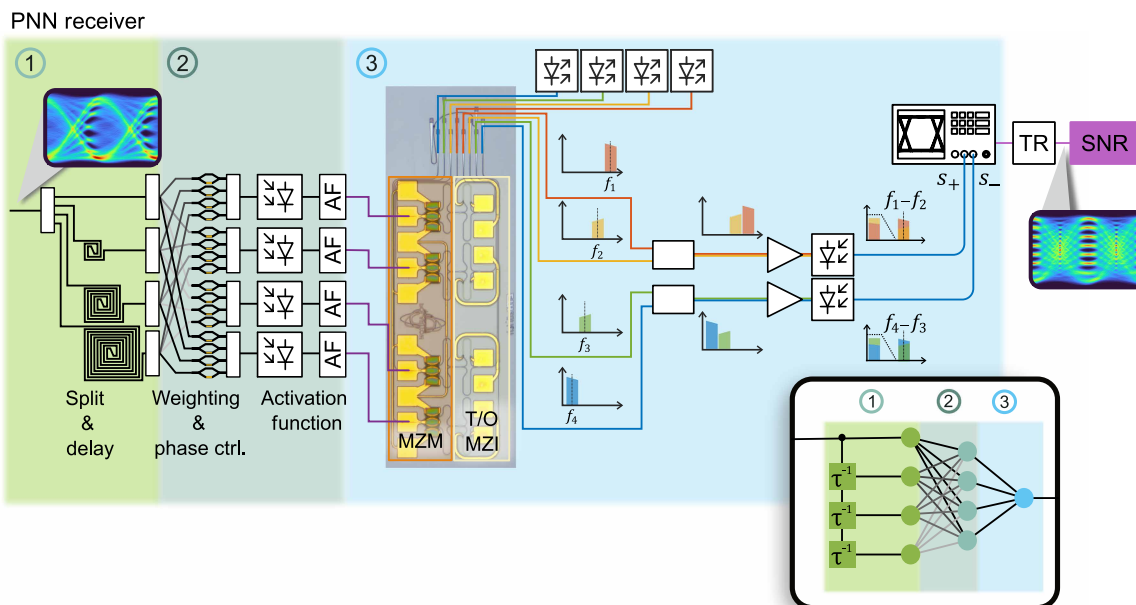 PNN receiver
1
2
3
AF
AF
AF
AF
Split
&
delay
Weighting
&
phase ctrl.
Activation
function
MZM
T/O
MZI
f1
f2
f3
f4
f1−f2
f4−f3
S+
S−
TR
SNR
1
2
3
τ-1
τ-1
τ-1